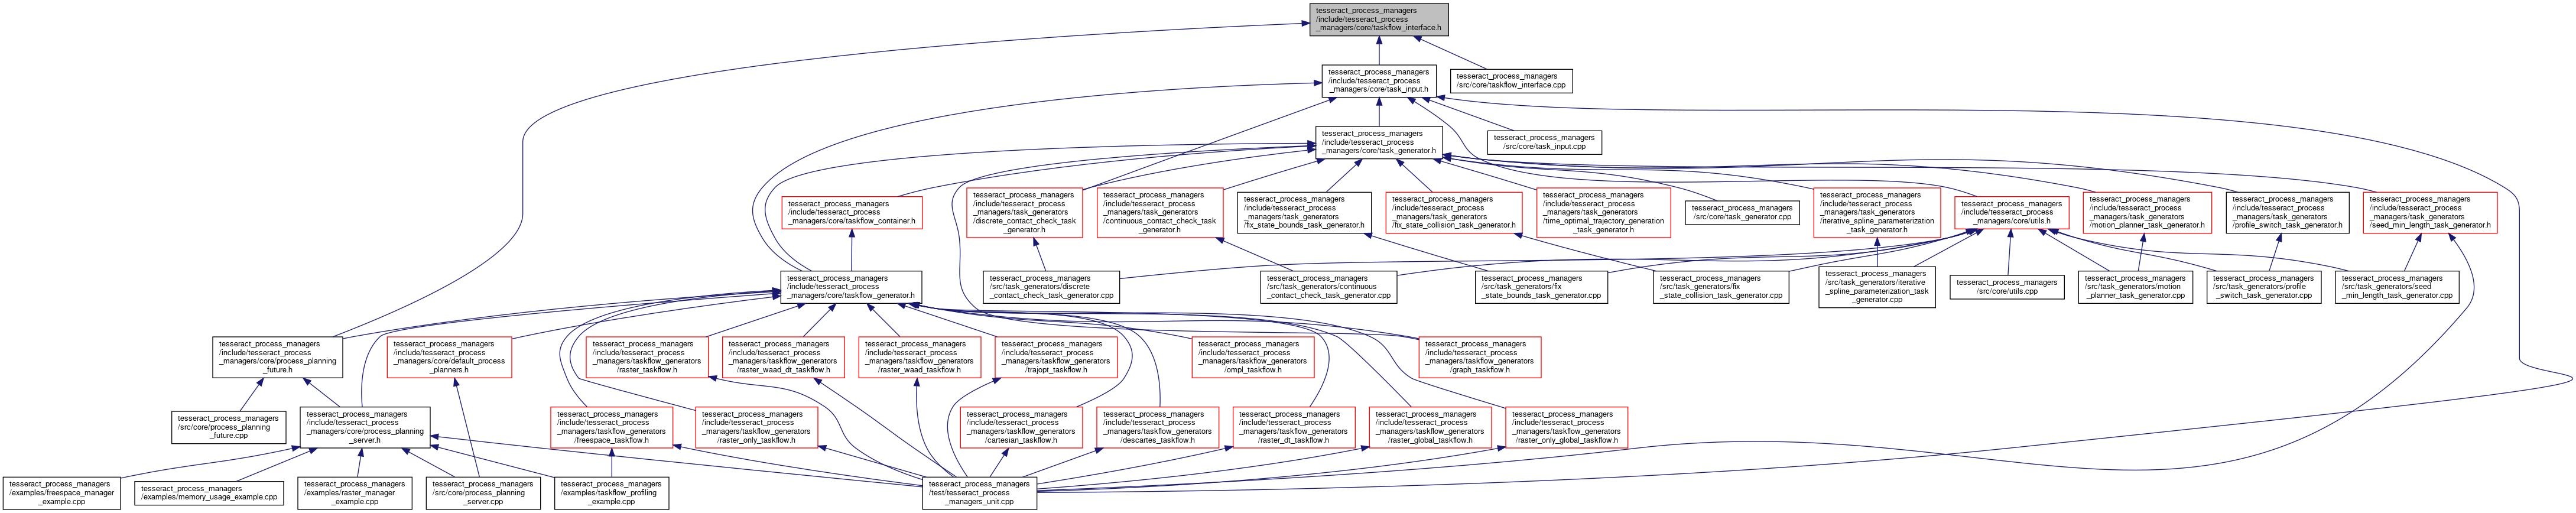 tesseract_process_managers
/include/tesseract_process
_managers/core/taskflow_interface.h
tesseract_process_managers
/include/tesseract_process
_managers/core/task_input.h
tesseract_process_managers
/src/core/taskflow_interface.cpp
tesseract_process_managers
/include/tesseract_process
_managers/core/task_generator.h
tesseract_process_managers
/src/core/task_input.cpp
tesseract_process_managers
/include/tesseract_process
_managers/core/taskflow_container.h
tesseract_process_managers
/include/tesseract_process
_managers/task_generators
/discrete_contact_check_task
_generator.h
tesseract_process_managers
/include/tesseract_process
_managers/task_generators
/continuous_contact_check_task
_generator.h
tesseract_process_managers
/include/tesseract_process
_managers/task_generators
/fix_state_bounds_task_generator.h
tesseract_process_managers
/include/tesseract_process
_managers/task_generators
/fix_state_collision_task_generator.h
tesseract_process_managers
/include/tesseract_process
_managers/task_generators
/time_optimal_trajectory_generation
_task_generator.h
tesseract_process_managers
/src/core/task_generator.cpp
tesseract_process_managers
/include/tesseract_process
_managers/task_generators
/iterative_spline_parameterization
_task_generator.h
tesseract_process_managers
/include/tesseract_process
_managers/core/utils.h
tesseract_process_managers
/include/tesseract_process
_managers/task_generators
/motion_planner_task_generator.h
tesseract_process_managers
/include/tesseract_process
_managers/task_generators
/profile_switch_task_generator.h
tesseract_process_managers
/include/tesseract_process
_managers/task_generators
/seed_min_length_task_generator.h
tesseract_process_managers
/include/tesseract_process
_managers/core/taskflow_generator.h
tesseract_process_managers
/src/task_generators/discrete
_contact_check_task_generator.cpp
tesseract_process_managers
/src/task_generators/continuous
_contact_check_task_generator.cpp
tesseract_process_managers
/src/task_generators/fix
_state_bounds_task_generator.cpp
tesseract_process_managers
/src/task_generators/fix
_state_collision_task_generator.cpp
tesseract_process_managers
/src/task_generators/iterative
_spline_parameterization_task
_generator.cpp
tesseract_process_managers
/src/core/utils.cpp
tesseract_process_managers
/src/task_generators/motion
_planner_task_generator.cpp
tesseract_process_managers
/src/task_generators/profile
_switch_task_generator.cpp
tesseract_process_managers
/src/task_generators/seed
_min_length_task_generator.cpp
tesseract_process_managers
/include/tesseract_process
_managers/core/process_planning
_future.h
tesseract_process_managers
/include/tesseract_process
_managers/core/default_process
_planners.h
tesseract_process_managers
/include/tesseract_process
_managers/taskflow_generators
/raster_taskflow.h
tesseract_process_managers
/include/tesseract_process
_managers/taskflow_generators
/raster_waad_dt_taskflow.h
tesseract_process_managers
/include/tesseract_process
_managers/taskflow_generators
/raster_waad_taskflow.h
tesseract_process_managers
/include/tesseract_process
_managers/taskflow_generators
/trajopt_taskflow.h
tesseract_process_managers
/include/tesseract_process
_managers/taskflow_generators
/ompl_taskflow.h
tesseract_process_managers
/include/tesseract_process
_managers/taskflow_generators
/graph_taskflow.h
tesseract_process_managers
/src/core/process_planning
_future.cpp
tesseract_process_managers
/include/tesseract_process
_managers/core/process_planning
_server.h
tesseract_process_managers
/include/tesseract_process
_managers/taskflow_generators
/freespace_taskflow.h
tesseract_process_managers
/include/tesseract_process
_managers/taskflow_generators
/raster_only_taskflow.h
tesseract_process_managers
/include/tesseract_process
_managers/taskflow_generators
/cartesian_taskflow.h
tesseract_process_managers
/include/tesseract_process
_managers/taskflow_generators
/descartes_taskflow.h
tesseract_process_managers
/include/tesseract_process
_managers/taskflow_generators
/raster_dt_taskflow.h
tesseract_process_managers
/include/tesseract_process
_managers/taskflow_generators
/raster_global_taskflow.h
tesseract_process_managers
/include/tesseract_process
_managers/taskflow_generators
/raster_only_global_taskflow.h
tesseract_process_managers
/examples/freespace_manager
_example.cpp
tesseract_process_managers
/examples/memory_usage_example.cpp
tesseract_process_managers
/examples/raster_manager
_example.cpp
tesseract_process_managers
/src/core/process_planning
_server.cpp
tesseract_process_managers
/examples/taskflow_profiling
_example.cpp
tesseract_process_managers
/test/tesseract_process
_managers_unit.cpp